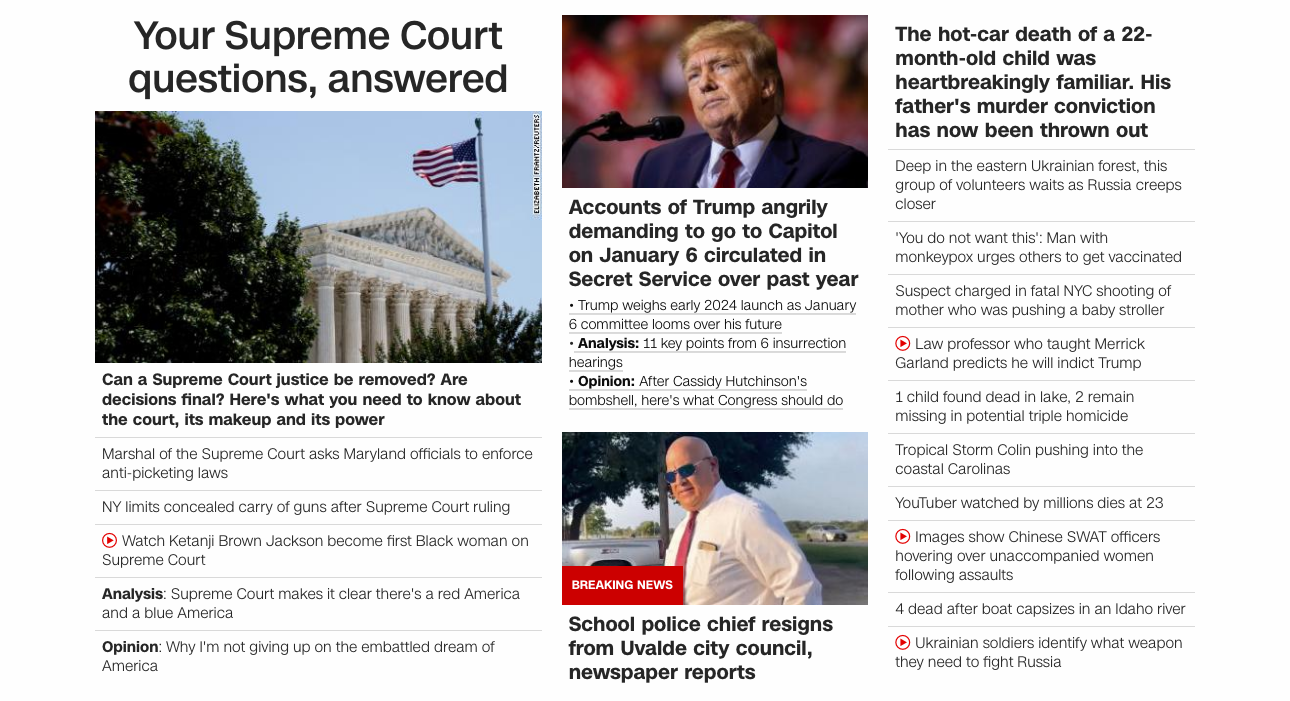 Your Supreme Court
questions, answered
ELIZABETH FRANTZ/REUTERS
Can a Supreme Court justice be removed? Are
decisions final? Here's what you need to know about
the court, its makeup and its power
Marshal of the Supreme Court asks Maryland officials to enforce
anti-picketing laws
NY limits concealed carry of guns after Supreme Court ruling
Watch Ketanji Brown Jackson become first Black woman on
Supreme Court
Analysis: Supreme Court makes it clear there's a red America
and a blue America
Opinion: Why I'm not giving up on the embattled dream of
America
Accounts of Trump angrily
demanding to go to Capitol
on January 6 circulated in
Secret Service over past year
• Trump weighs early 2024 launch as January
6 committee looms over his future
• Analysis: 11 key points from 6 insurrection
hearings
• Opinion: After Cassidy Hutchinson's
bombshell, here's what Congress should do
BREAKING NEWS
School police chief resigns
from Uvalde city council,
newspaper reports
The hot-car death of a 22-
month-old child was
heartbreakingly familiar. His
father's murder conviction
has now been thrown out
Deep in the eastern Ukrainian forest, this
group of volunteers waits as Russia creeps
closer
'You do not want this': Man with
monkeypox urges others to get vaccinated
Suspect charged in fatal NYC shooting of
mother who was pushing a baby stroller
Law professor who taught Merrick
Garland predicts he will indict Trump
1 child found dead in lake, 2 remain
missing in potential triple homicide
Tropical Storm Colin pushing into the
coastal Carolinas
YouTuber watched by millions dies at 23
Images show Chinese SWAT officers
hovering over unaccompanied women
following assaults
4 dead after boat capsizes in an Idaho river
Ukrainian soldiers identify what weapon
they need to fight Russia